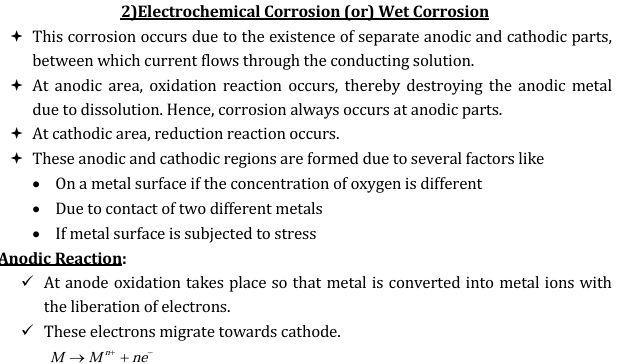 2)Electrochemical Corrosion (or) Wet Corrosion
✦ This corrosion occurs due to the existence of separate anodic and cathodic parts,
between which current flows through the conducting solution.
✦ At anodic area, oxidation reaction occurs, thereby destroying the anodic metal
due to dissolution. Hence, corrosion always occurs at anodic parts.
✦ At cathodic area, reduction reaction occurs.
✦ These anodic and cathodic regions are formed due to several factors like
• On a metal surface if the concentration of oxygen is different
• Due to contact of two different metals
• If metal surface is subjected to stress
Anodic Reaction:
✓ At anode oxidation takes place so that metal is converted into metal ions with
the liberation of electrons.
✓ These electrons migrate towards cathode.
M → Mⁿ⁺ + ne⁻